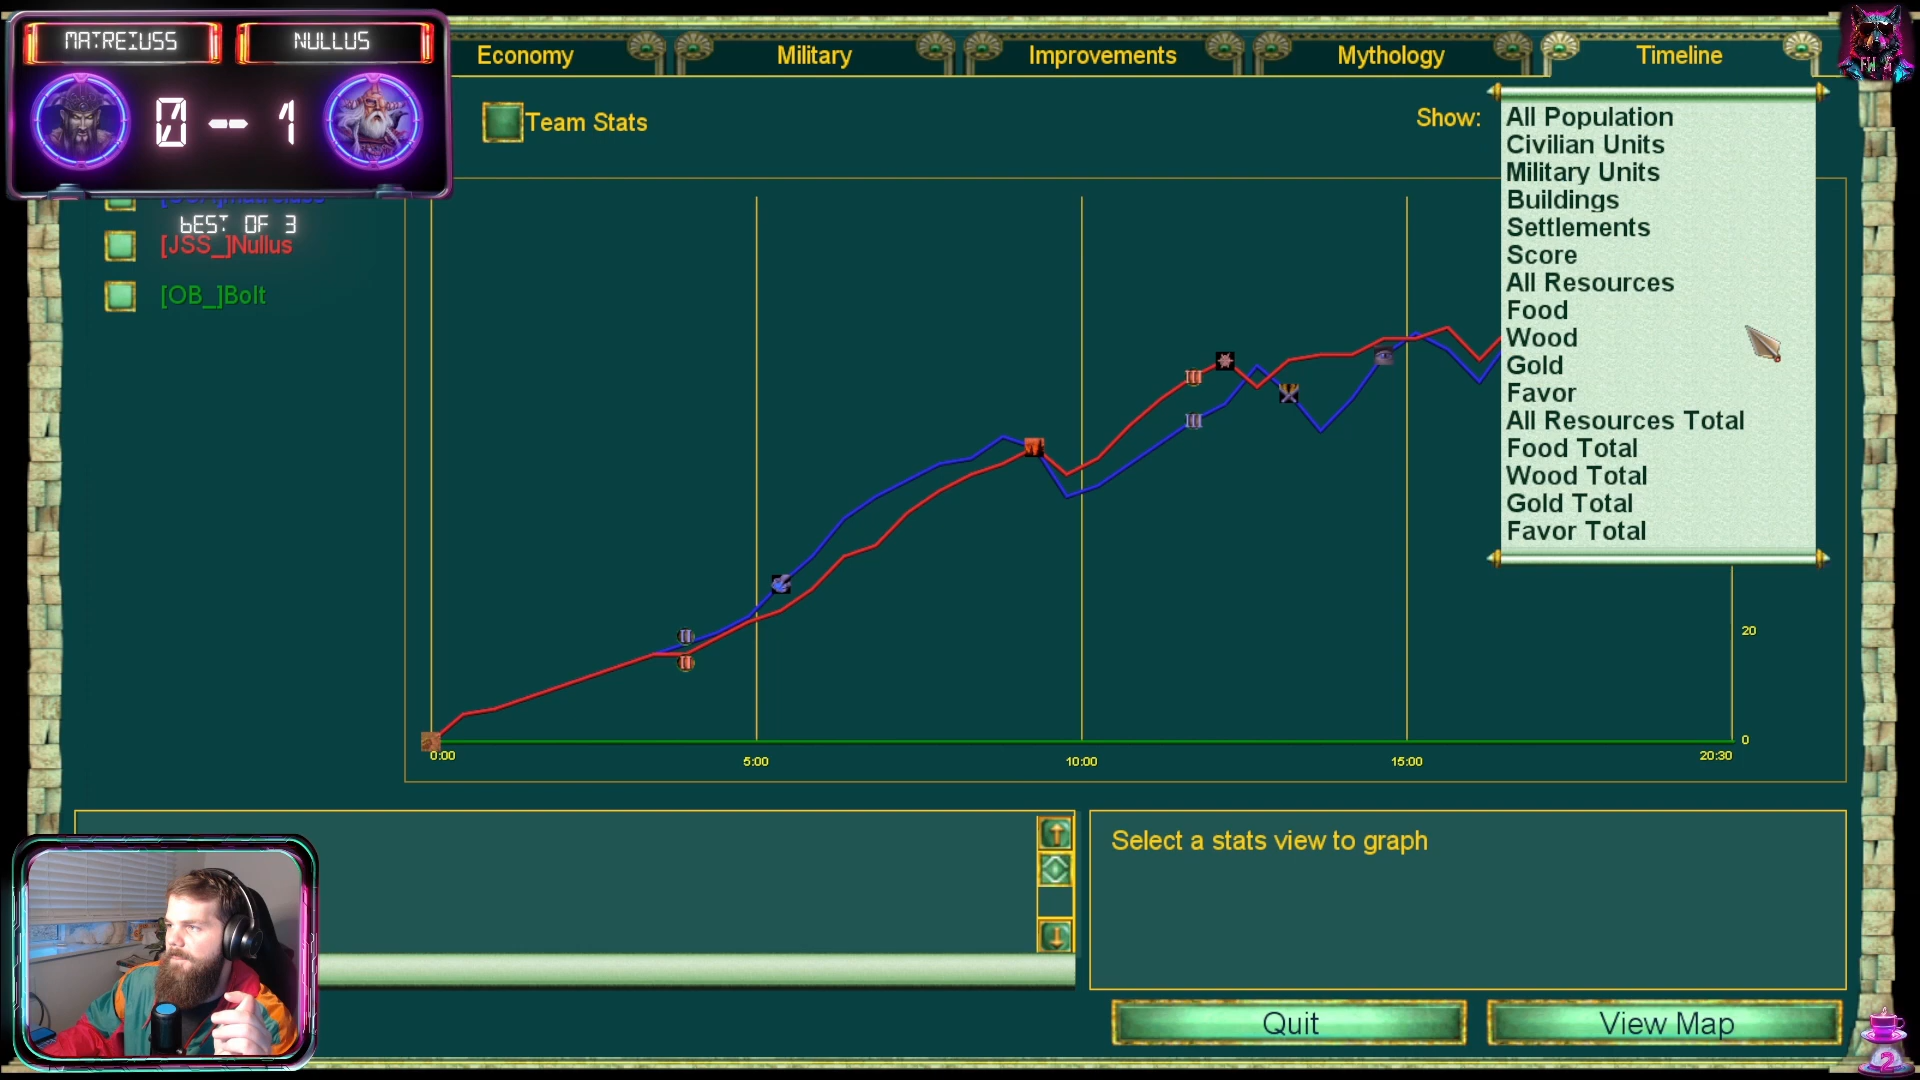 MATREIUSS
NULLUS
0 -- 1
BEST OF 3
Economy
Military
Improvements
Mythology
Timeline
Team Stats
Show:
All Population
Civilian Units
Military Units
Buildings
Settlements
Score
All Resources
Food
Wood
Gold
Favor
All Resources Total
Food Total
Wood Total
Gold Total
Favor Total
[JSS_]Nullus
[OB_]Bolt
20
0
0:00
5:00
10:00
15:00
20:30
Select a stats view to graph
Quit
View Map
2